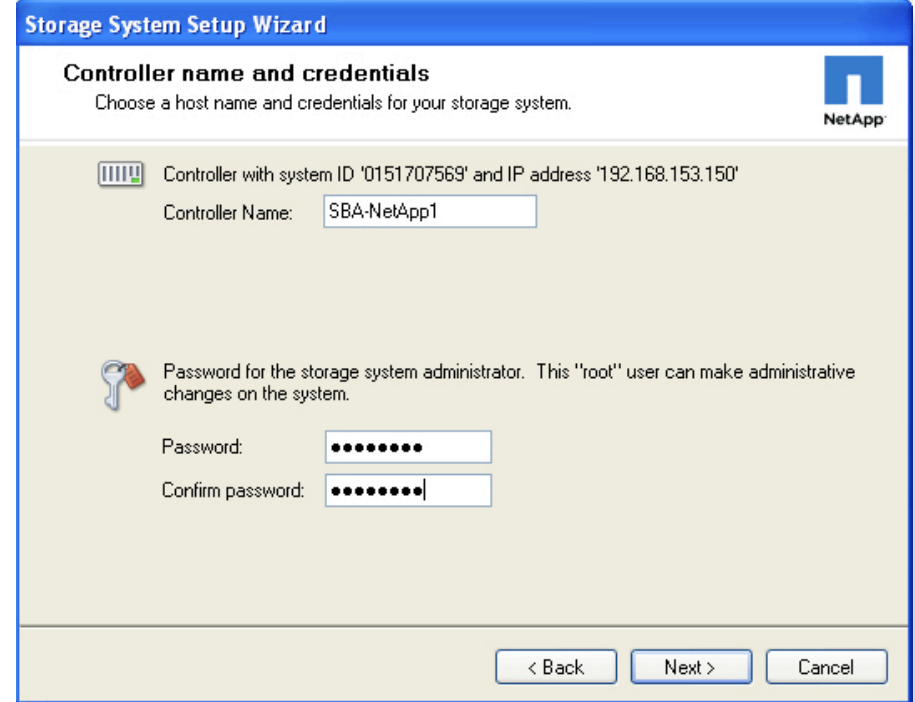 Storage System Setup Wizard
Controller name and credentials
Choose a host name and credentials for your storage system.
NetApp
Controller with system ID '0151707569' and IP address '192.168.153.150'
Controller Name: SBA-NetApp1
Password for the storage system administrator.  This "root" user can make administrative
changes on the system.
Password: ●●●●●●●●
Confirm password: ●●●●●●●●
< Back Next > Cancel